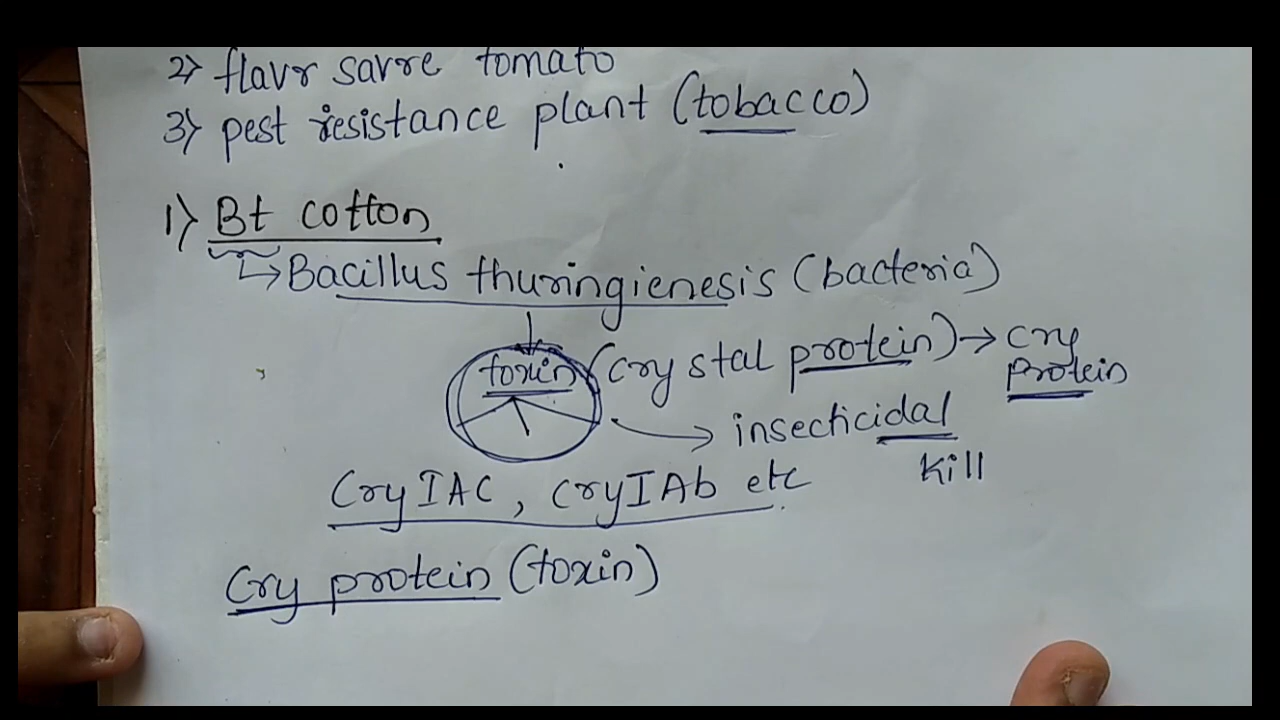 2) flavr savre tomato
3) pest resistance plant (tobacco)
1) Bt cotton
→ Bacillus thuringienesis (bacteria)
toxin (crystal protein) → cry protein
→ insecticidal
kill
CryIAC, CryIAb etc
Cry protein (toxin)